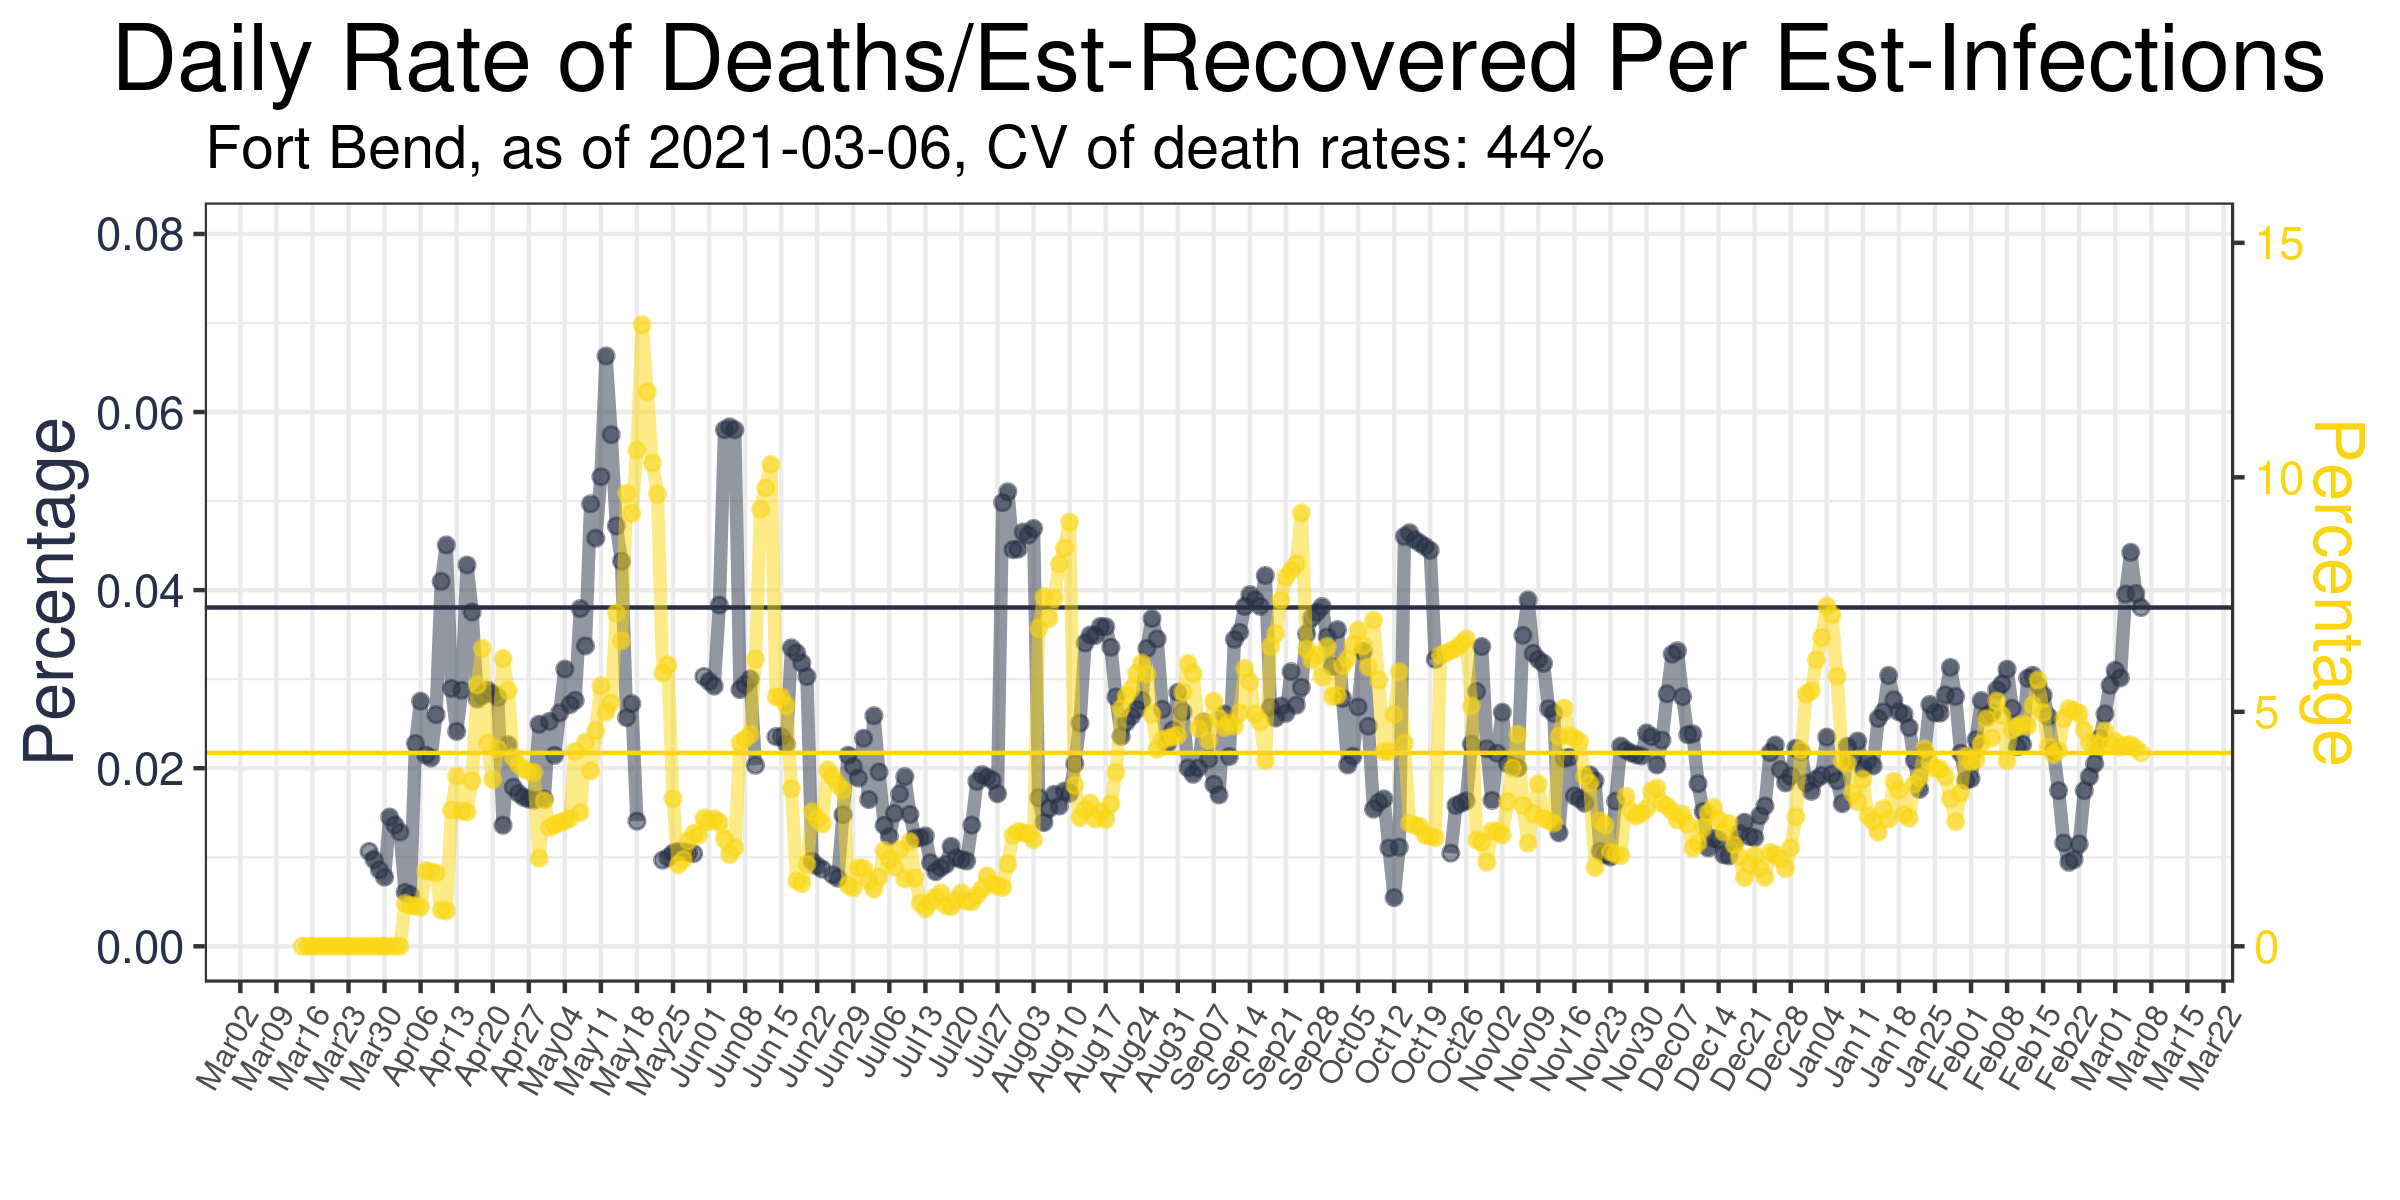 Daily Rate of Deaths/Est-Recovered Per Est-Infections
Fort Bend, as of 2021-03-06, CV of death rates: 44%
Percentage
0.08
0.06
0.04
0.02
0.00
15
10
5
0
Percentage
Mar02
Mar09
Mar16
Mar23
Mar30
Apr06
Apr13
Apr20
Apr27
May04
May11
May18
May25
Jun01
Jun08
Jun15
Jun22
Jun29
Jul06
Jul13
Jul20
Jul27
Aug03
Aug10
Aug17
Aug24
Aug31
Sep07
Sep14
Sep21
Sep28
Oct05
Oct12
Oct19
Oct26
Nov02
Nov09
Nov16
Nov23
Nov30
Dec07
Dec14
Dec21
Dec28
Jan04
Jan11
Jan18
Jan25
Feb01
Feb08
Feb15
Feb22
Mar01
Mar08
Mar15
Mar22